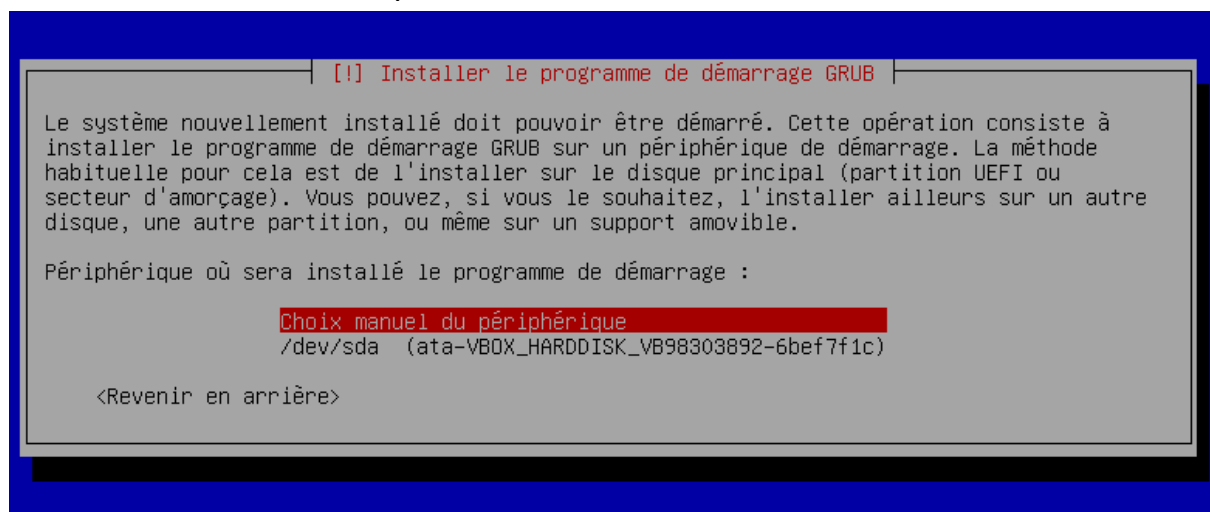 [!] Installer le programme de démarrage GRUB
Le système nouvellement installé doit pouvoir être démarré. Cette opération consiste à
installer le programme de démarrage GRUB sur un périphérique de démarrage. La méthode
habituelle pour cela est de l'installer sur le disque principal (partition UEFI ou
secteur d'amorçage). Vous pouvez, si vous le souhaitez, l'installer ailleurs sur un autre
disque, une autre partition, ou même sur un support amovible.
Périphérique où sera installé le programme de démarrage :
Choix manuel du périphérique
/dev/sda (ata-VBOX_HARDDISK_VB98303892-6bef7f1c)
<Revenir en arrière>